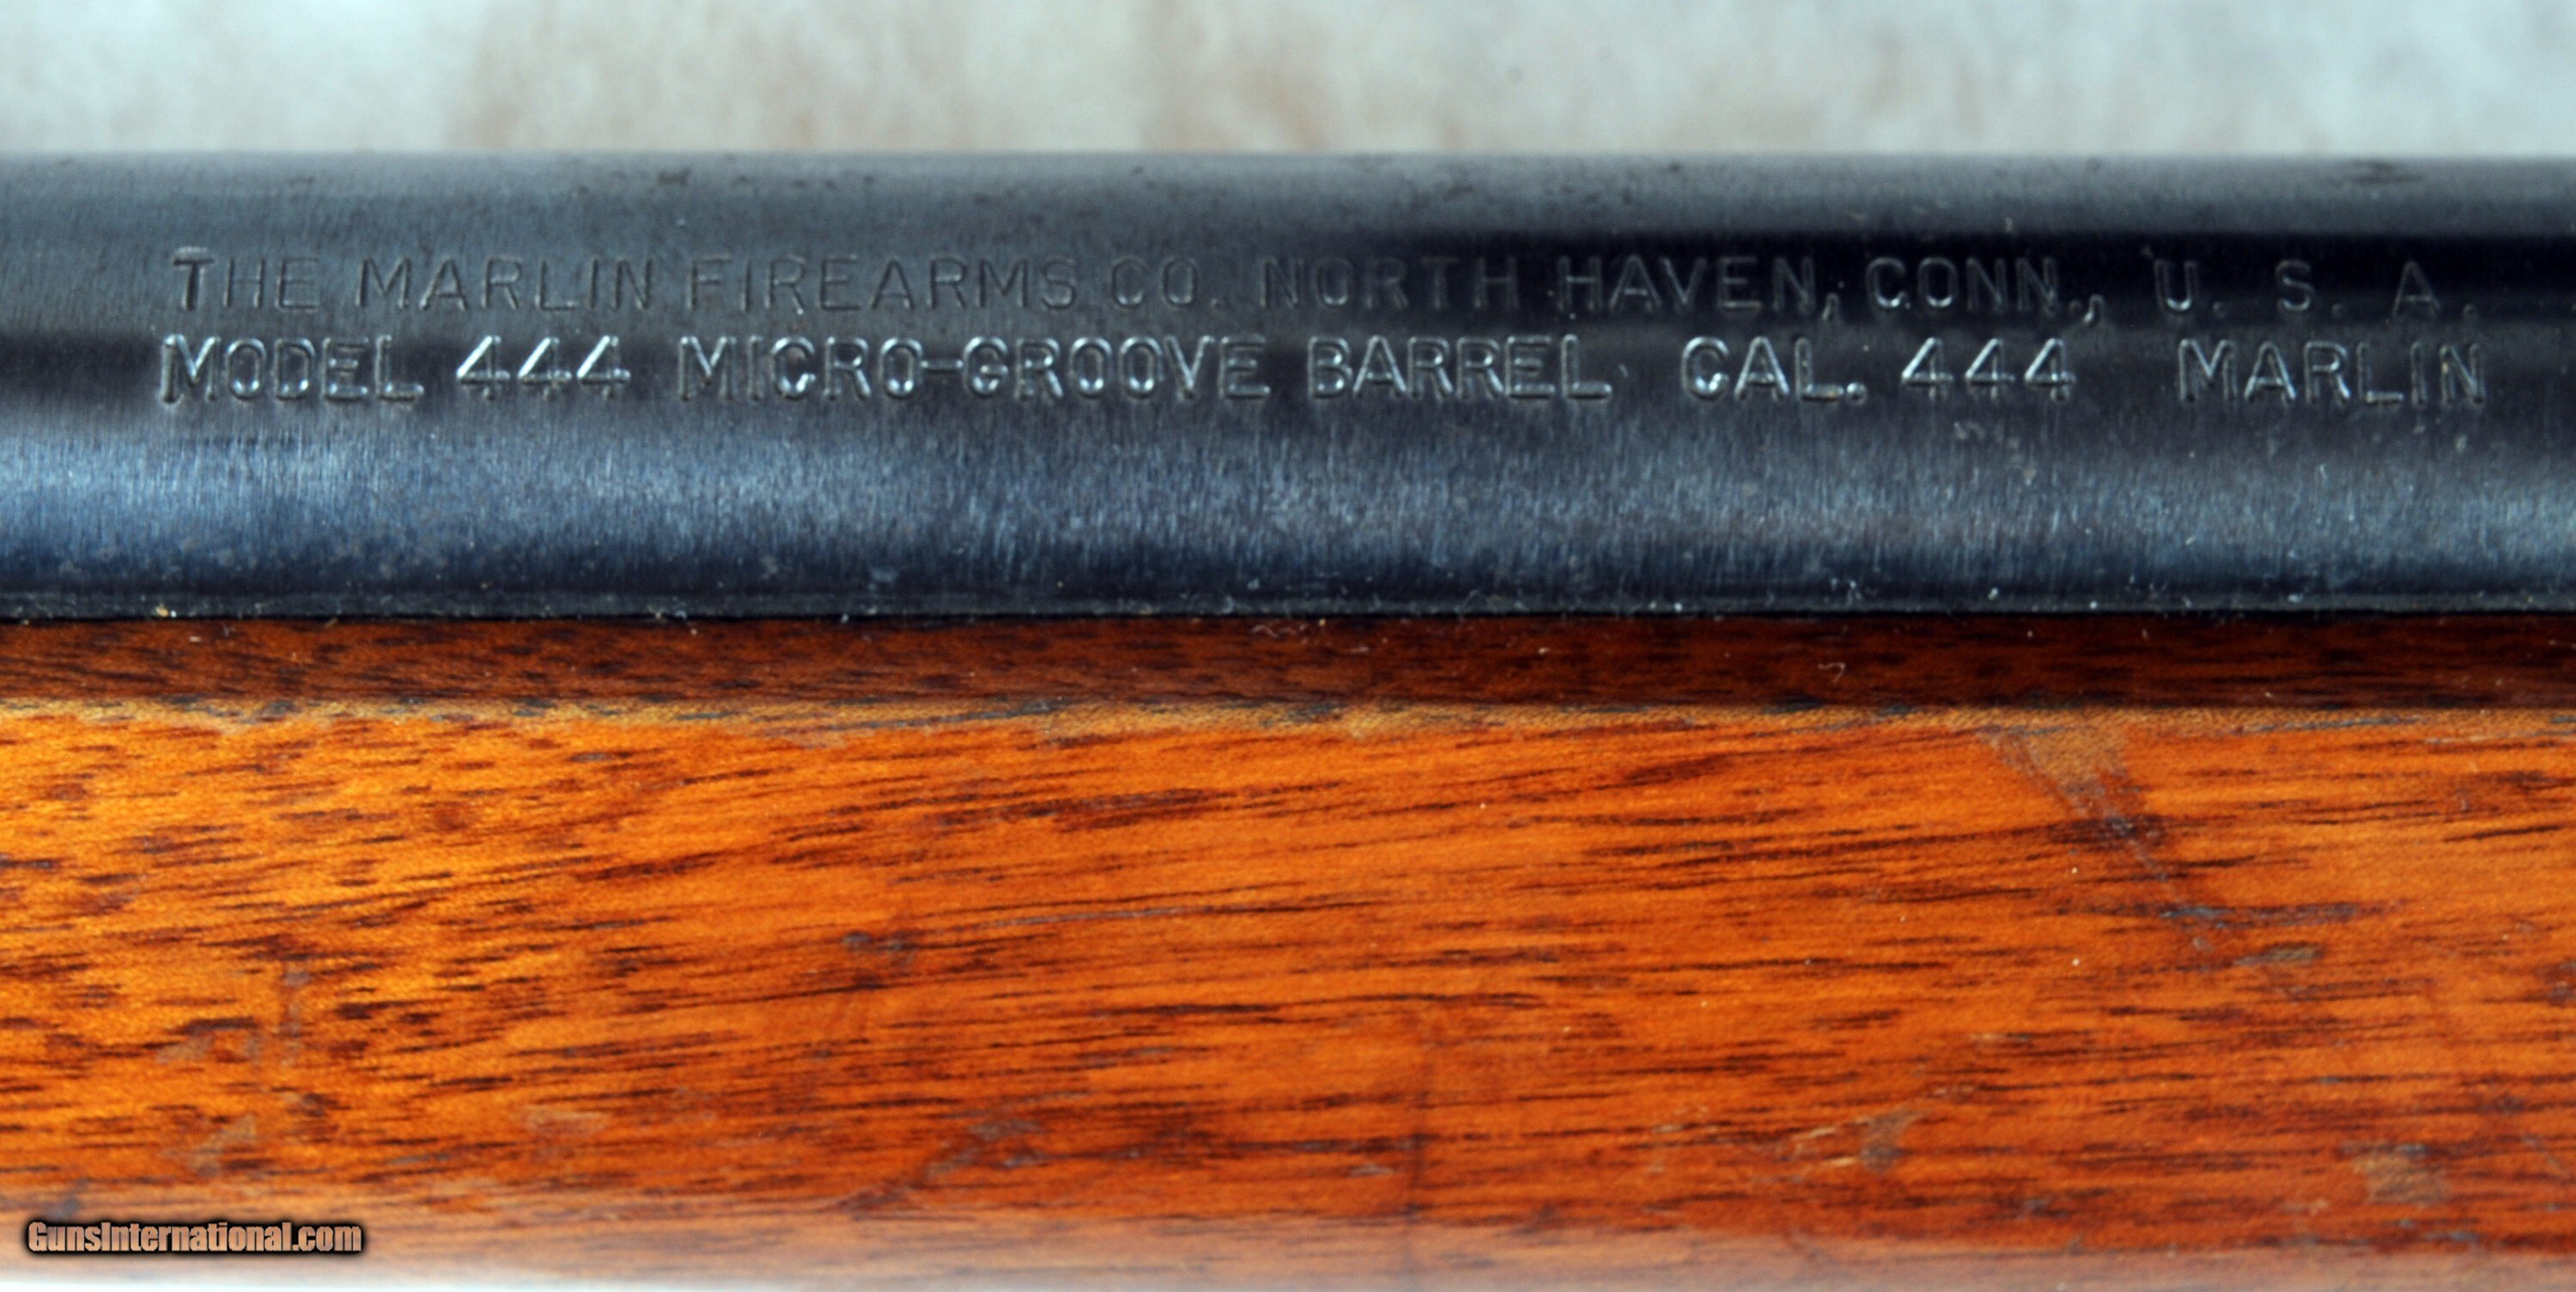 THE MARLIN FIREARMS CO. NORTH HAVEN, CONN., U. S. A.
MODEL 444 MICRO-GROOVE BARREL CAL. 444 MARLIN
GunsInternational.com